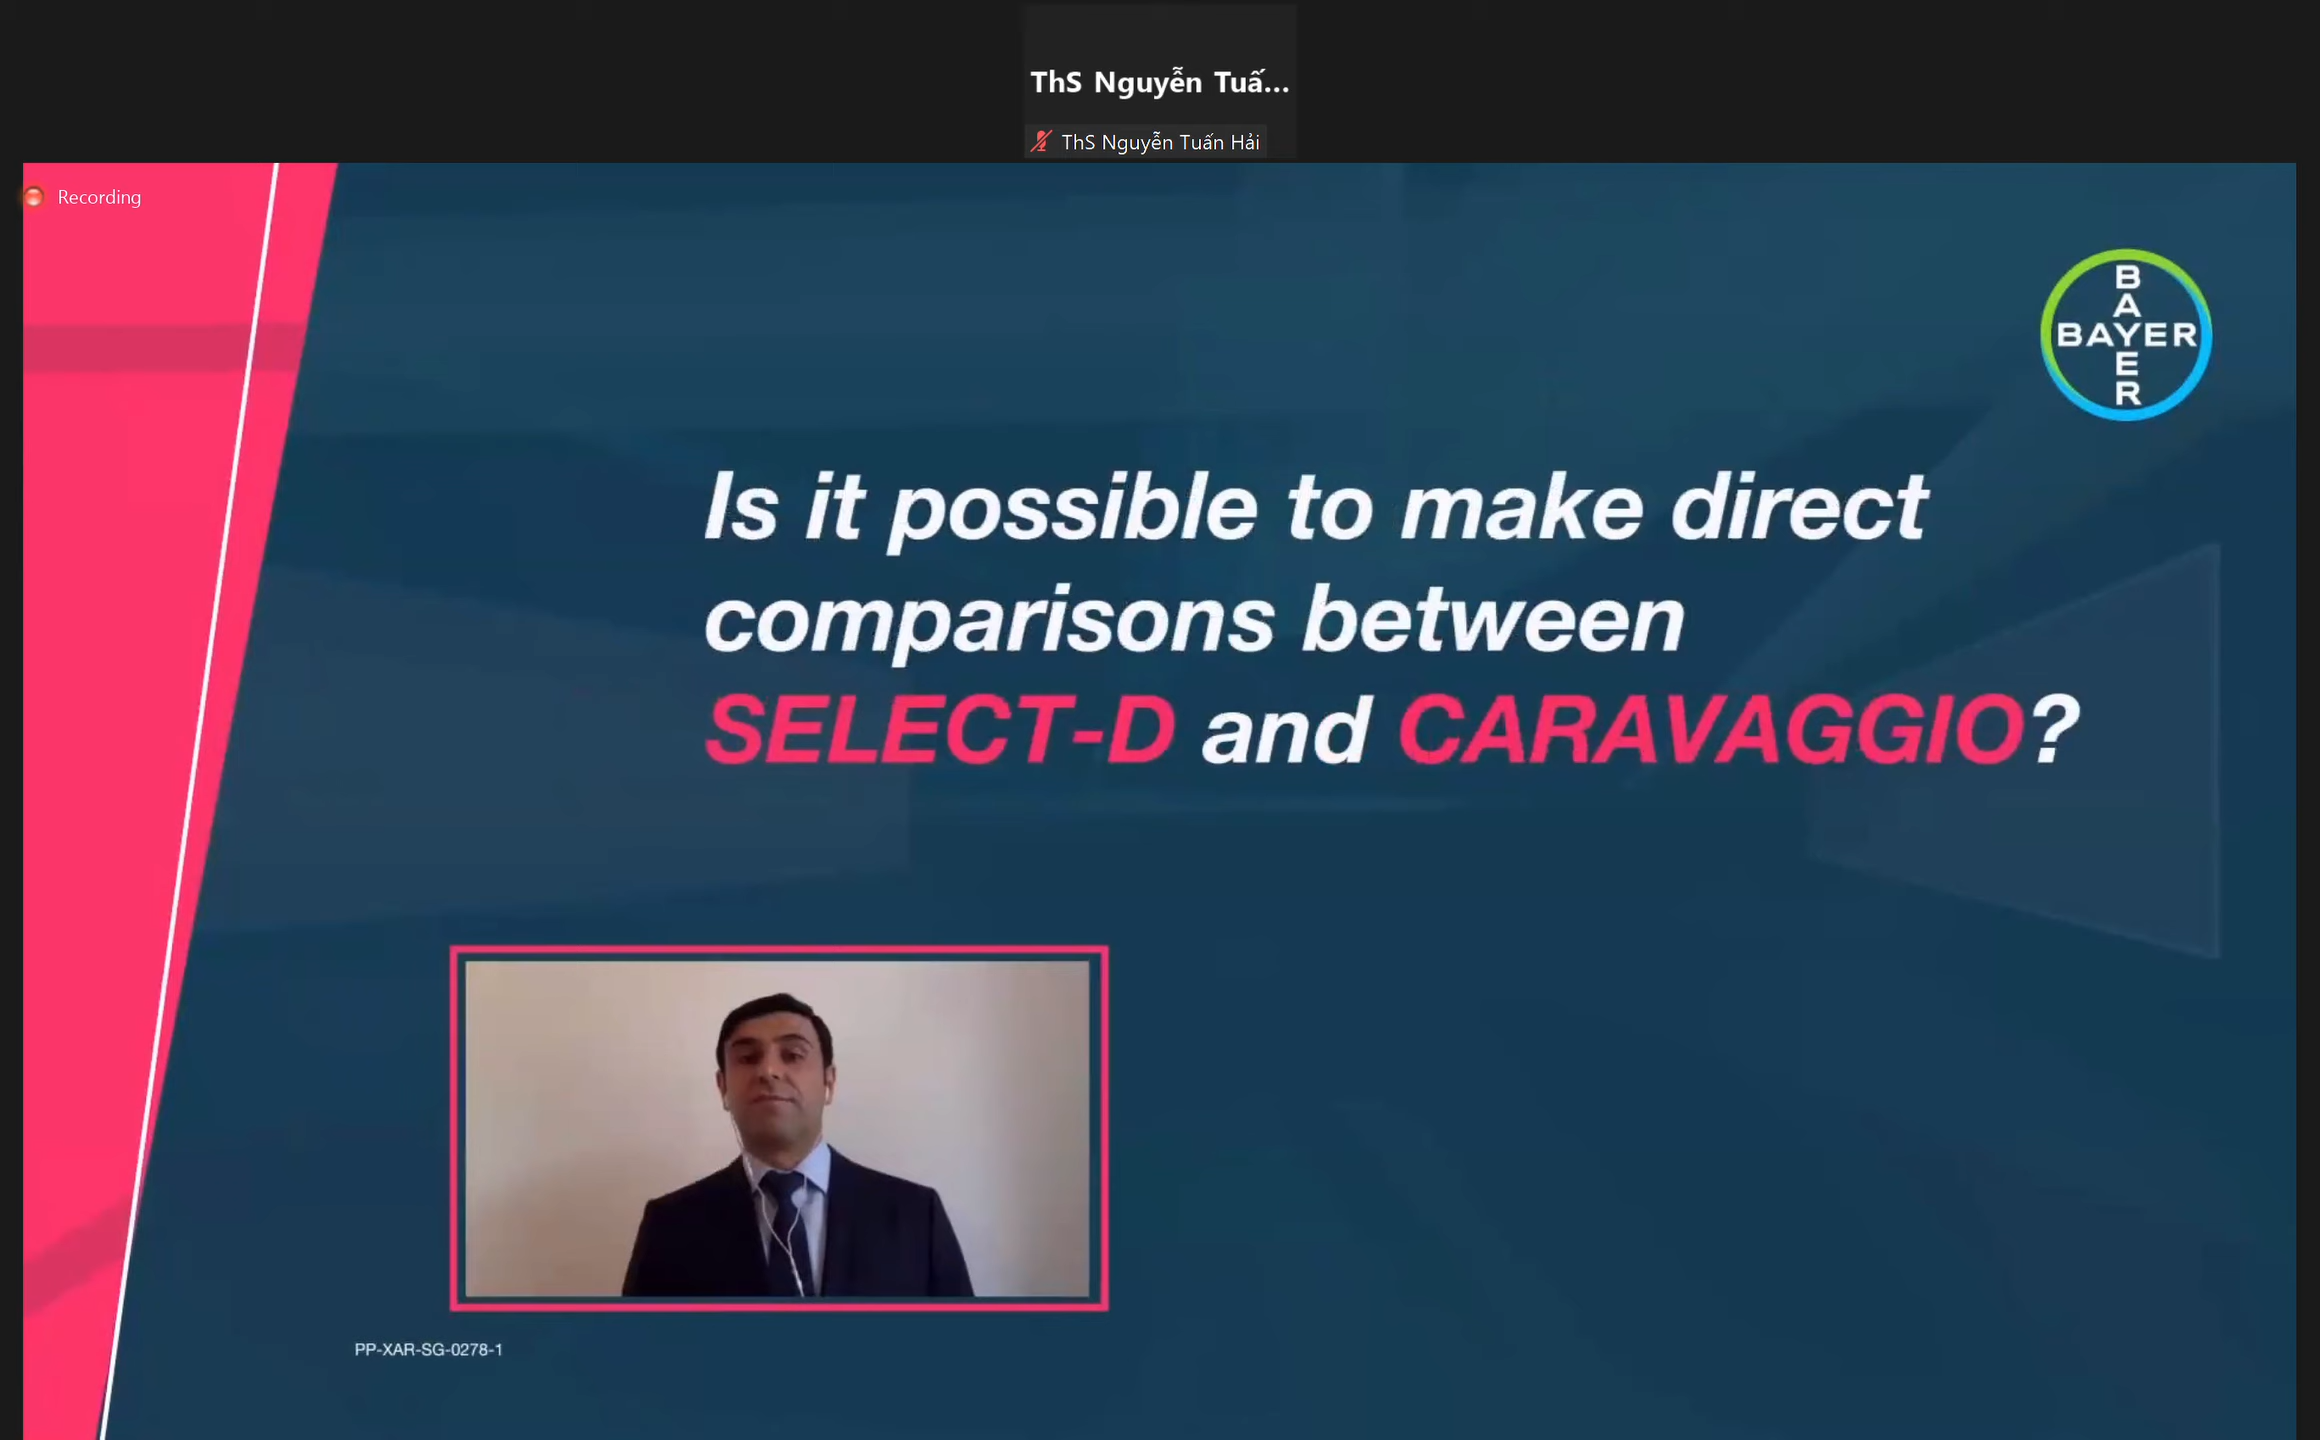 ThS Nguyễn Tuấ...
ThS Nguyễn Tuấn Hải
Recording
BAYER
BAYER
Is it possible to make direct
comparisons between
SELECT-D and CARAVAGGIO?
PP-XAR-SG-0278-1